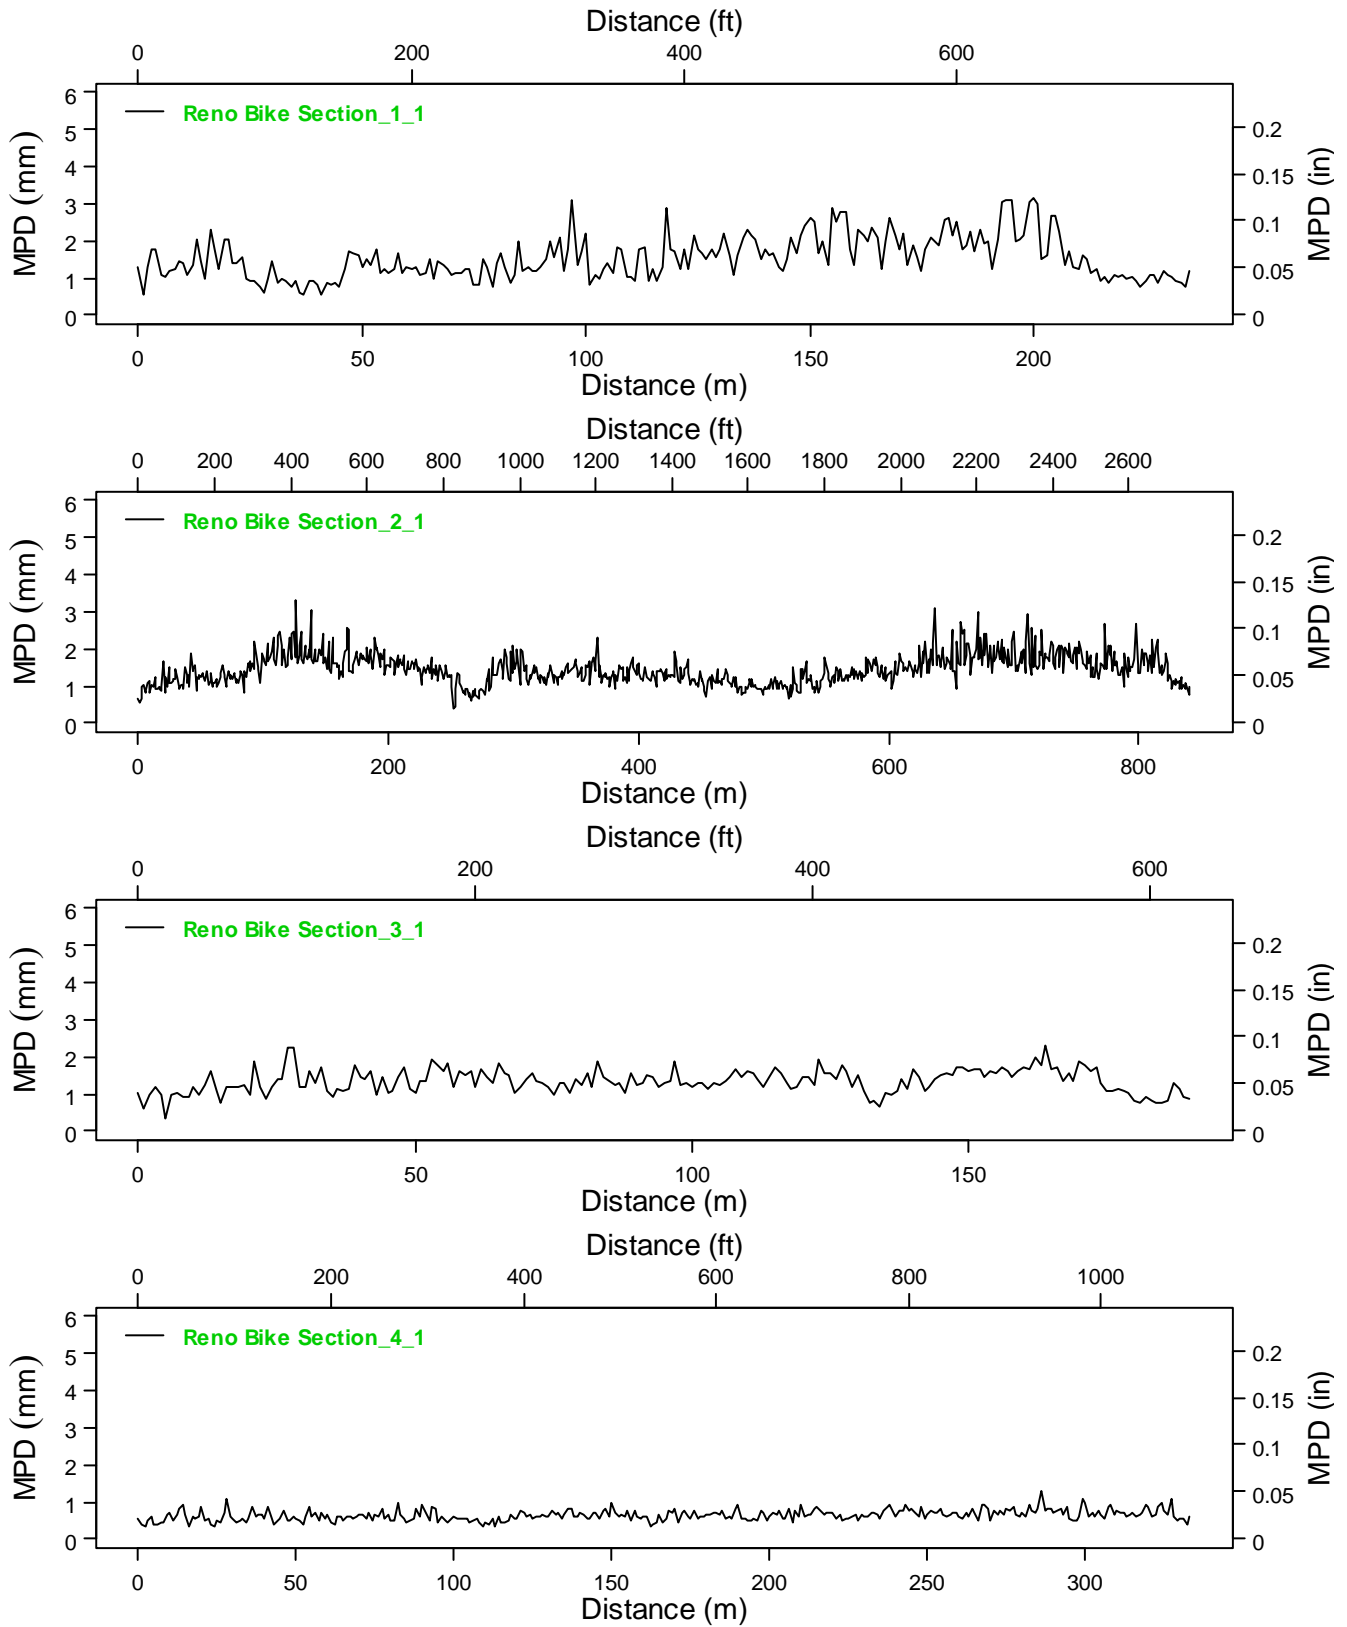 Distance (ft)
0 200 400 600
6
5
4
3
2
1
0
MPD (mm)
Reno Bike Section_1_1
0.2
0.15
0.1
0.05
0
MPD (in)
0 50 100 150 200
Distance (m)
Distance (ft)
0 200 400 600 800 1000 1200 1400 1600 1800 2000 2200 2400 2600
6
5
4
3
2
1
0
MPD (mm)
Reno Bike Section_2_1
0.2
0.15
0.1
0.05
0
MPD (in)
0 200 400 600 800
Distance (m)
Distance (ft)
0 200 400 600
6
5
4
3
2
1
0
MPD (mm)
Reno Bike Section_3_1
0.2
0.15
0.1
0.05
0
MPD (in)
0 50 100 150
Distance (m)
Distance (ft)
0 200 400 600 800 1000
6
5
4
3
2
1
0
MPD (mm)
Reno Bike Section_4_1
0.2
0.15
0.1
0.05
0
MPD (in)
0 50 100 150 200 250 300
Distance (m)